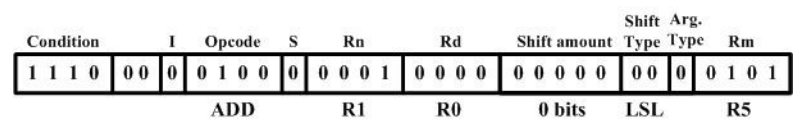 Shift Arg.
Condition I Opcode S Rn Rd Shift amount Type Type Rm
1 1 1 0 0 0 0 0 1 0 0 0 0 0 0 1 0 0 0 0 0 0 0 0 0 0 0 0 0 1 0 1
ADD R1 R0 0 bits LSL R5